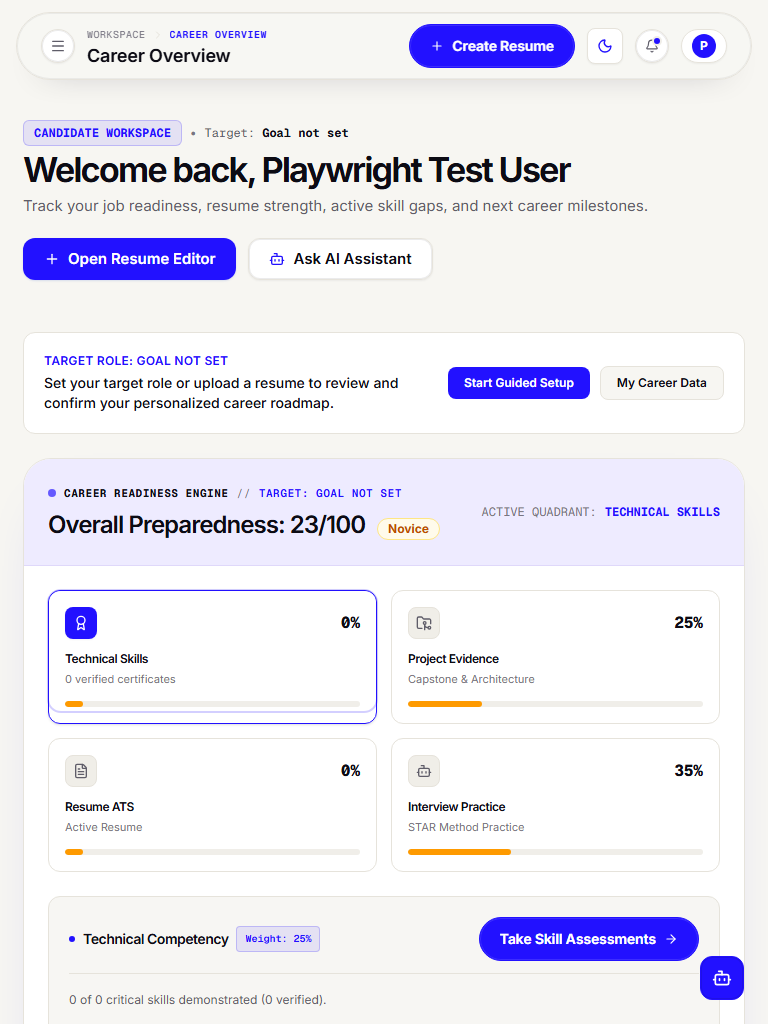 WORKSPACE CAREER OVERVIEW
Career Overview
Create Resume
P
CANDIDATE WORKSPACE • Target: Goal not set
Welcome back, Playwright Test User
Track your job readiness, resume strength, active skill gaps, and next career milestones.
Open Resume Editor
Ask AI Assistant
TARGET ROLE: GOAL NOT SET
Set your target role or upload a resume to review and
confirm your personalized career roadmap.
Start Guided Setup
My Career Data
CAREER READINESS ENGINE // TARGET: GOAL NOT SET
Overall Preparedness: 23/100 Novice
ACTIVE QUADRANT: TECHNICAL SKILLS
0%
Technical Skills
0 verified certificates
25%
Project Evidence
Capstone & Architecture
0%
Resume ATS
Active Resume
35%
Interview Practice
STAR Method Practice
Technical Competency Weight: 25%
Take Skill Assessments →
0 of 0 critical skills demonstrated (0 verified).